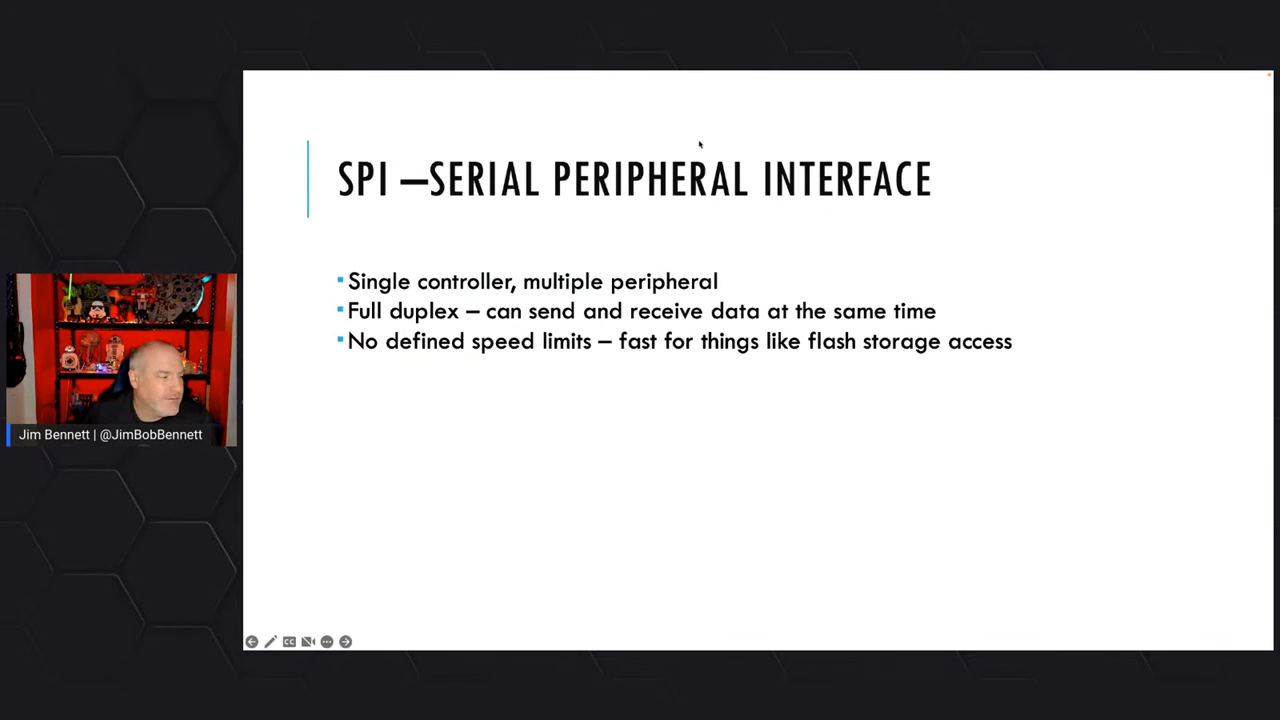 SPI –SERIAL PERIPHERAL INTERFACE
Single controller, multiple peripheral
Full duplex – can send and receive data at the same time
No defined speed limits – fast for things like flash storage access
Jim Bennett | @JimBobBennett
CC